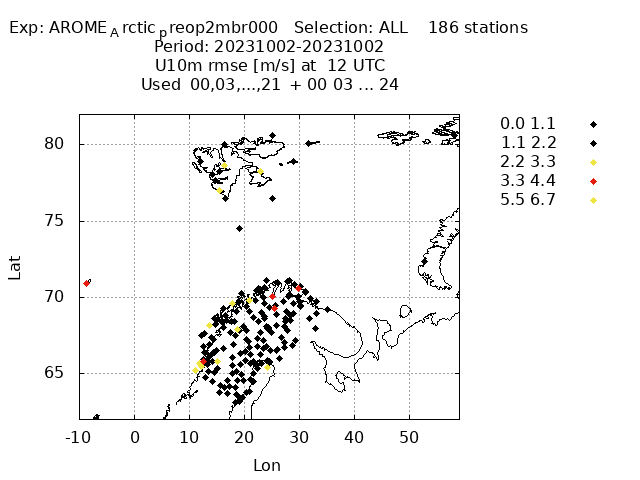 Exp: AROME_Arctic_preop2mbr000 Selection: ALL 186 stations
Period: 20231002-20231002
U10m rmse [m/s] at 12 UTC
Used 00,03,...,21 + 00 03 ... 24
0.0 1.1
1.1 2.2
2.2 3.3
3.3 4.4
5.5 6.7
80
75
70
65
Lat
-10 0 10 20 30 40 50
Lon